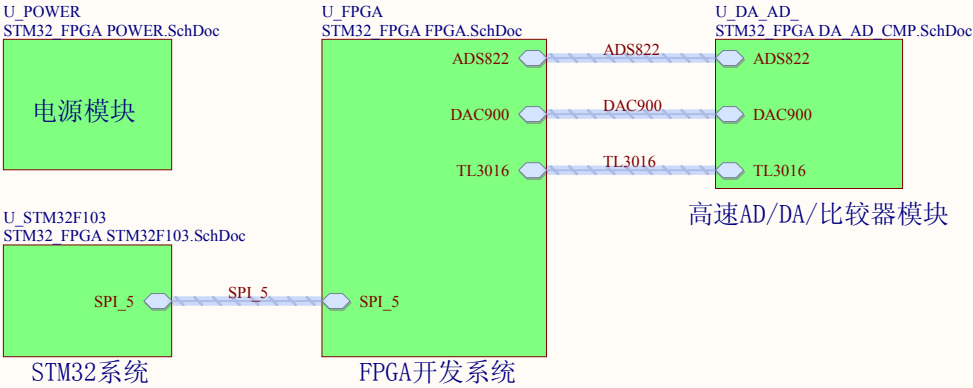 U_POWER
STM32_FPGA POWER.SchDoc
电源模块
U_FPGA
STM32_FPGA FPGA.SchDoc
ADS822
DAC900
TL3016
SPI_5
FPGA开发系统
ADS822
DAC900
TL3016
U_DA_AD_
STM32_FPGA DA_AD_CMP.SchDoc
ADS822
DAC900
TL3016
高速AD/DA/比较器模块
U_STM32F103
STM32_FPGA STM32F103.SchDoc
SPI_5
SPI_5
STM32系统